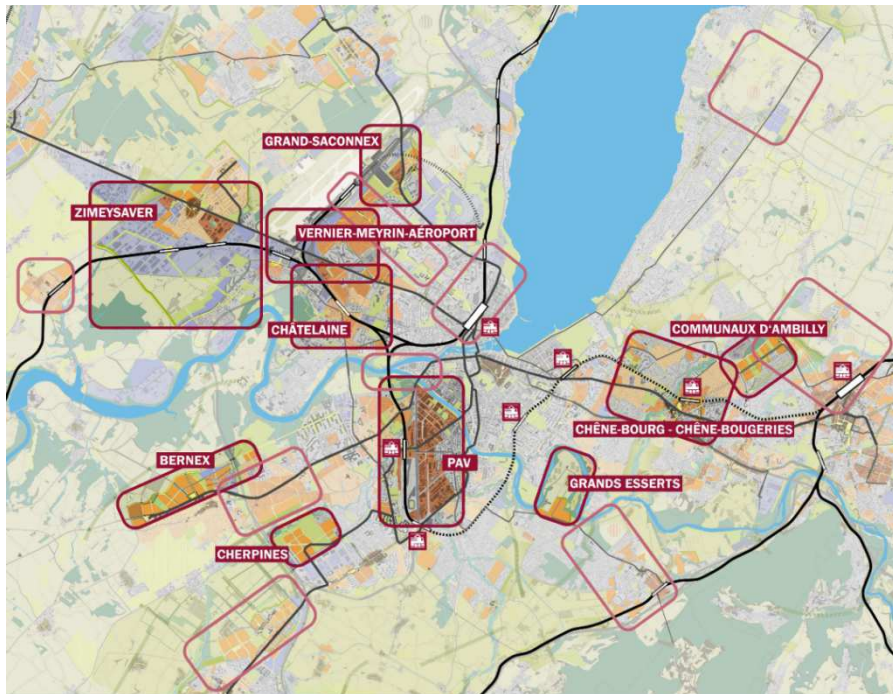 GRAND-SACONNEX
ZIMEYSAVER
VERNIER-MEYRIN-AÉROPORT
CHÂTELAINE
COMMUNAUX D'AMBILLY
CHÊNE-BOURG - CHÊNE-BOUGERIES
BERNEX
PAV
GRANDS ESSERTS
CHERPINES